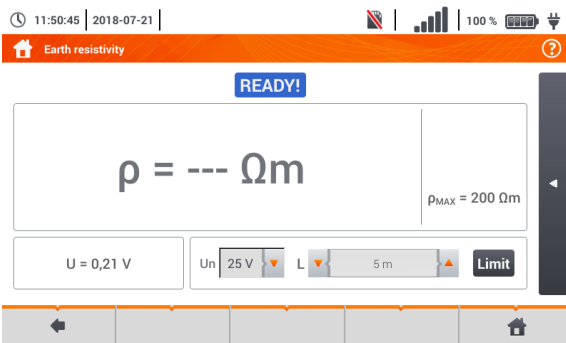 11:50:45 2018-07-21 100 %
Earth resistivity ?
READY!
ρ = --- Ωm
ρMAX = 200 Ωm
U = 0,21 V Un 25 V L 5 m Limit